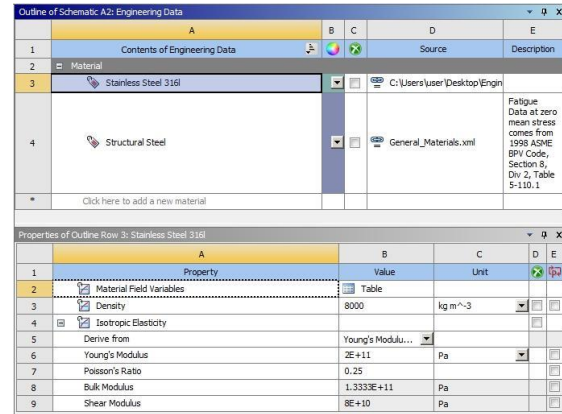 Outline of Schematic A2: Engineering Data
A B C D E
1 Contents of Engineering Data Source Description
2 Material
3 Stainless Steel 316l C:\Users\user\Desktop\Engin
4 Structural Steel General_Materials.xml
Fatigue
Data at zero
mean stress
comes from
1998 ASME
BPV Code,
Section 8,
Div 2, Table
5-110.1
* Click here to add a new material
Properties of Outline Row 3: Stainless Steel 316l
A B C D E
1 Property Value Unit
2 Material Field Variables Table
3 Density 8000 kg m^-3
4 Isotropic Elasticity
5 Derive from Young's Modulu...
6 Young's Modulus 2E+11 Pa
7 Poisson's Ratio 0.25
8 Bulk Modulus 1.3333E+11 Pa
9 Shear Modulus 8E+10 Pa